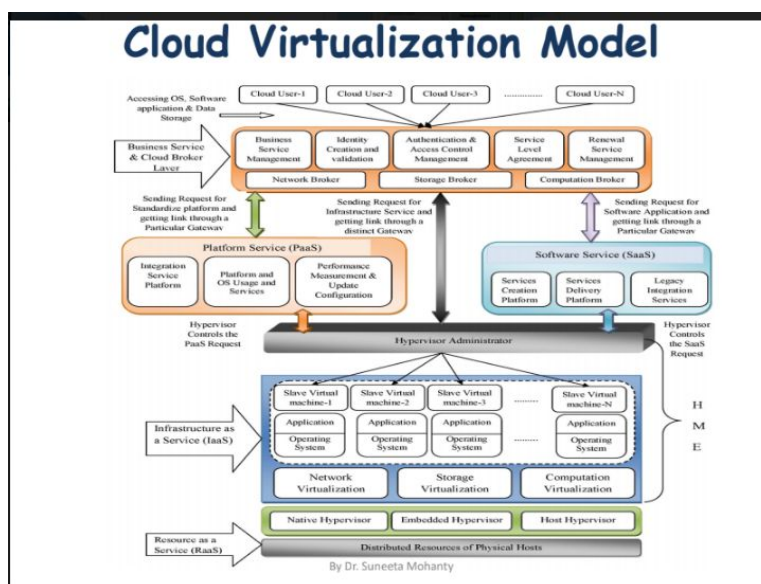 Cloud Virtualization Model
Cloud User-1
Cloud User-2
Cloud User-3
............
Cloud User-N
Accessing OS, Software
application & Data
Storage
Business Service
& Cloud Broker
Layer
Business
Service
Management
Identity
Creation and
validation
Authentication &
Access Control
Management
Service
Level
Agreement
Renewal
Service
Management
Network Broker
Storage Broker
Computation Broker
Sending Request for
Standardize platform and
getting link through a
Particular Gateway
Sending Request for
Infrastructure Service and
getting link through a
distinct Gateway
Sending Request for
Software Application and
getting link through a
Particular Gateway
Platform Service (PaaS)
Integration
Service
Platform
Platform and
OS Usage and
Services
Performance
Measurement &
Update
Configuration
Software Service (SaaS)
Services
Creation
Platform
Services
Delivery
Platform
Legacy
Integration
Services
Hypervisor
Controls the
PaaS Request
Hypervisor Administrator
Hypervisor
Controls
the SaaS
Request
Infrastructure as
a Service (IaaS)
Slave Virtual
machine-1
Slave Virtual
machine-2
Slave Virtual
machine-3
........
Slave Virtual
machine-N
Application
Operating
System
Application
Operating
System
Application
Operating
System
........
Application
Operating
System
H
M
E
Network
Virtualization
Storage
Virtualization
Computation
Virtualization
Native Hypervisor
Embedded Hypervisor
Host Hypervisor
Resource as a
Service (RaaS)
Distributed Resources of Physical Hosts
By Dr. Suneeta Mohanty